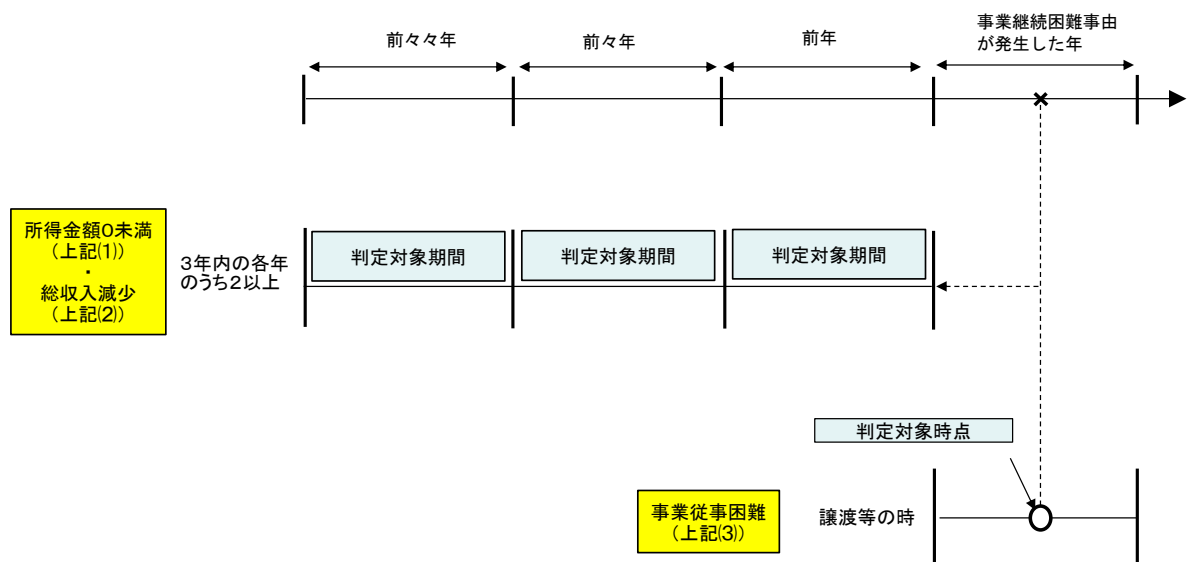 前々々年
前々年
前年
事業継続困難事由
が発生した年
所得金額0未満
(上記⑴)
・
総収入減少
(上記⑵)
3年内の各年
のうち2以上
判定対象期間
判定対象期間
判定対象期間
判定対象時点
事業従事困難
(上記⑶)
譲渡等の時